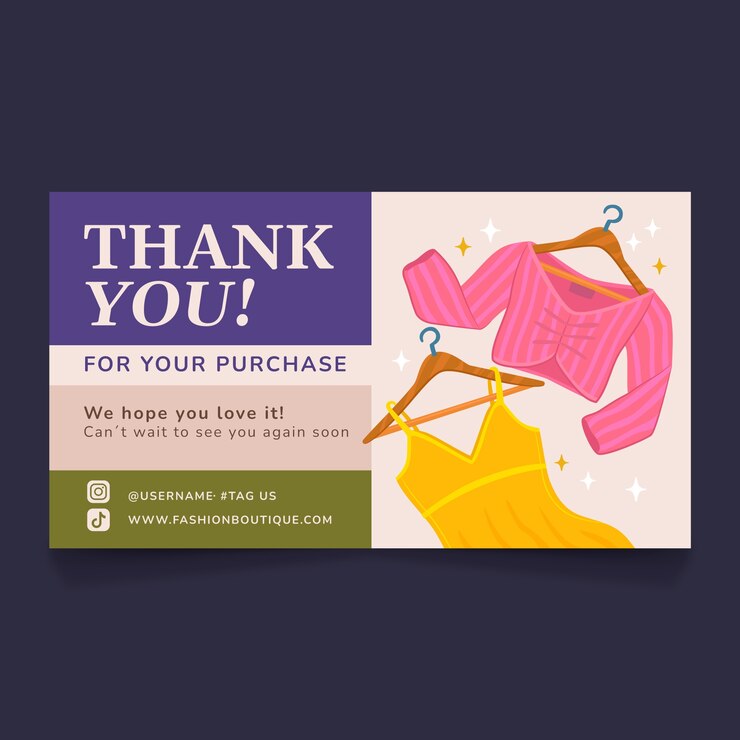 THANK
YOU!
FOR YOUR PURCHASE
We hope you love it!
Can´t wait to see you again soon
@USERNAME· #TAG US
WWW.FASHIONBOUTIQUE.COM